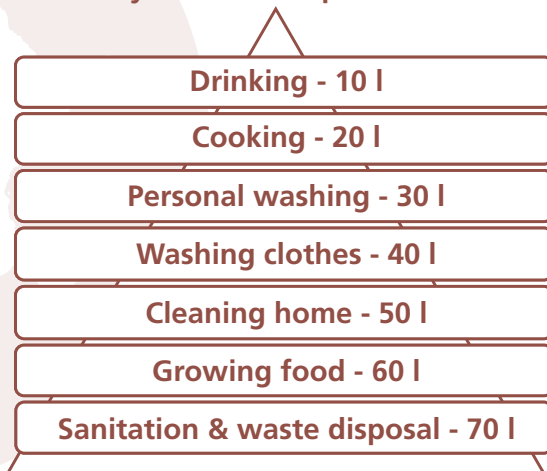 Drinking - 10 l
Cooking - 20 l
Personal washing - 30 l
Washing clothes - 40 l
Cleaning home - 50 l
Growing food - 60 l
Sanitation & waste disposal - 70 l